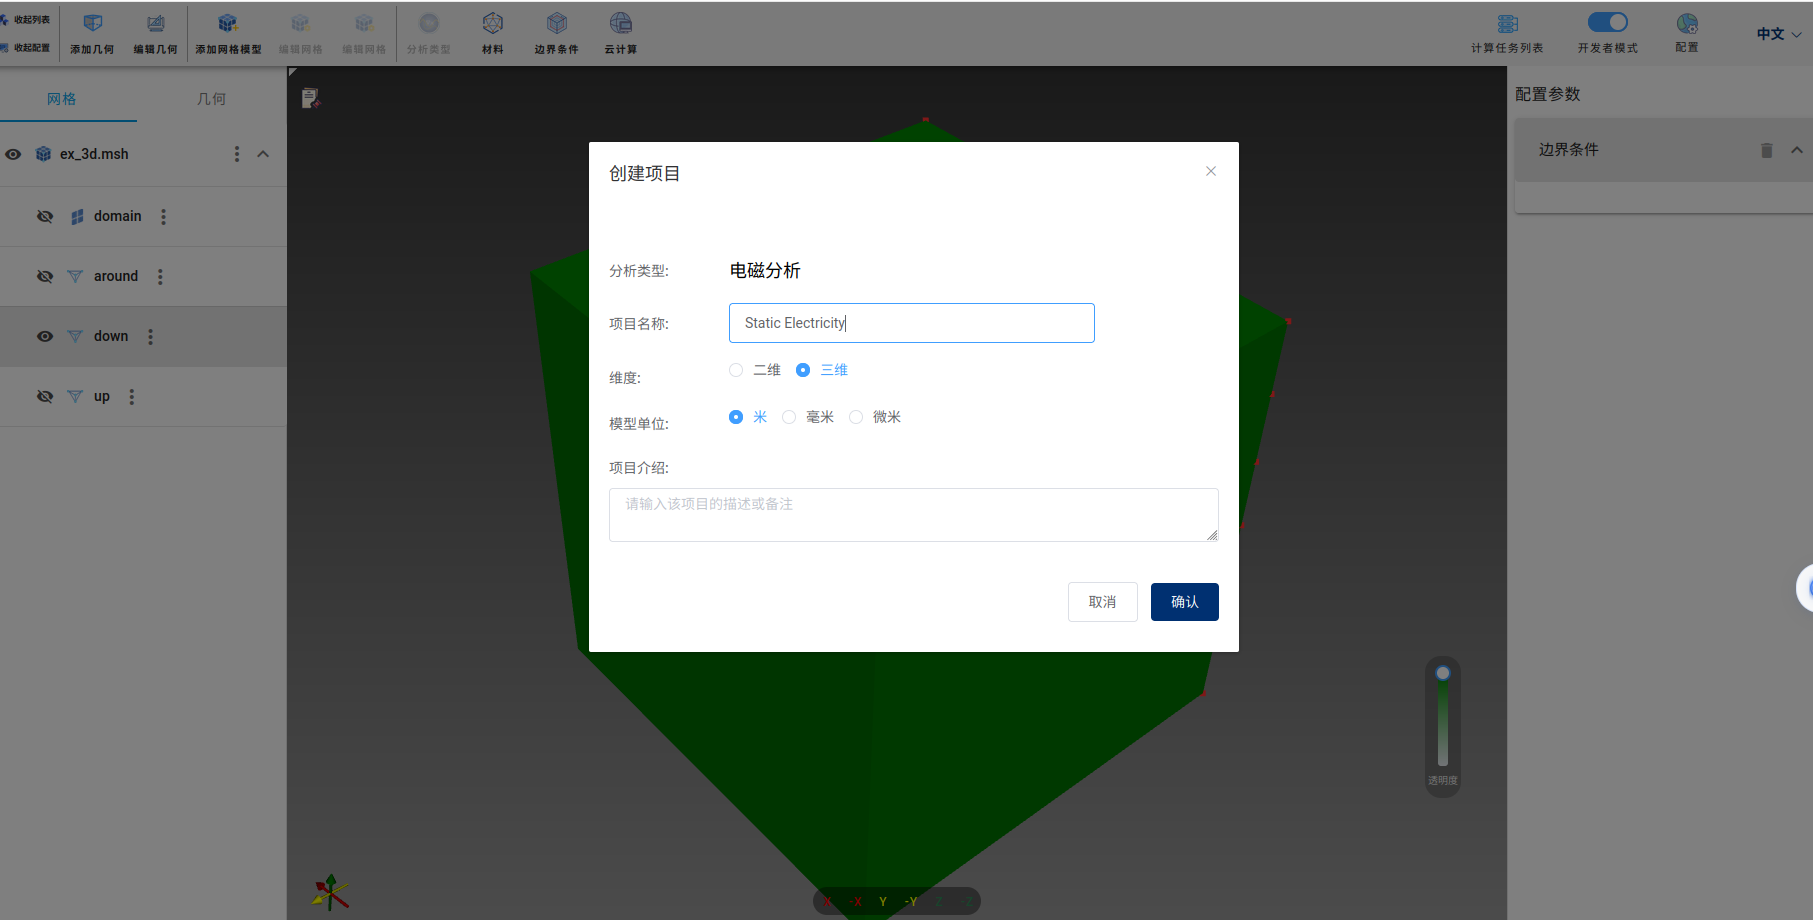 收起列表
收起配置
添加几何
编辑几何
添加网格模型
编辑网格
编辑网格
分析类型
材料
边界条件
云计算
计算任务列表
开发者模式
配置
中文
网格
几何
ex_3d.msh
domain
around
down
up
创建项目
分析类型:
电磁分析
项目名称:
Static Electricity
维度:
二维
三维
模型单位:
米
毫米
微米
项目介绍:
请输入该项目的描述或备注
取消
确认
配置参数
边界条件
透明度
X -X Y -Y Z -Z